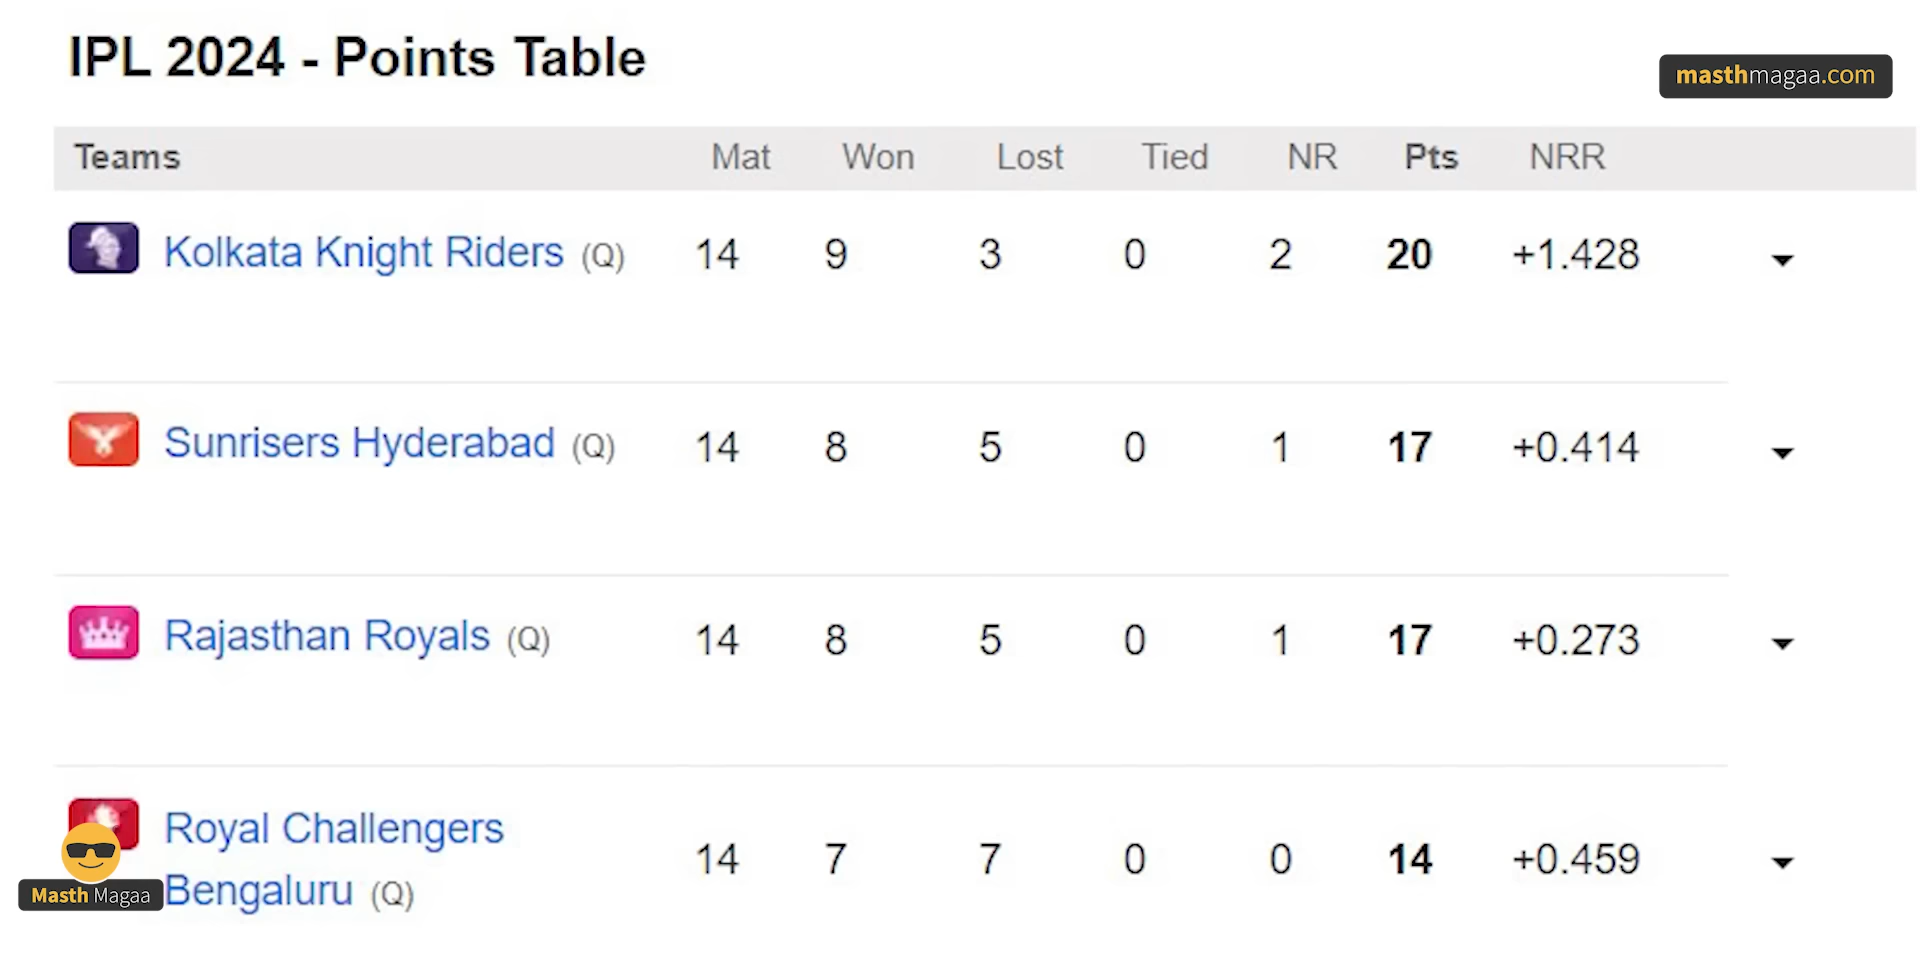 IPL 2024 - Points Table
masthmagaa.com
Teams Mat Won Lost Tied NR Pts NRR
Kolkata Knight Riders (Q) 14 9 3 0 2 20 +1.428
Sunrisers Hyderabad (Q) 14 8 5 0 1 17 +0.414
Rajasthan Royals (Q) 14 8 5 0 1 17 +0.273
Royal Challengers
Bengaluru (Q) 14 7 7 0 0 14 +0.459
Masth Magaa